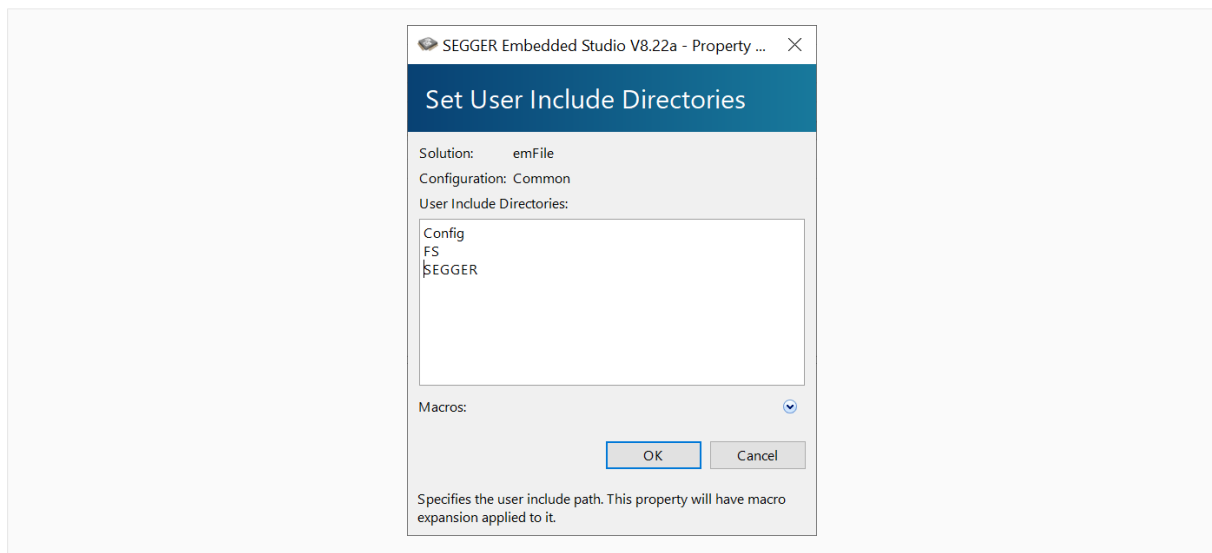 SEGGER Embedded Studio V8.22a - Property ...
Set User Include Directories
Solution: emFile
Configuration: Common
User Include Directories:
Config
FS
SEGGER
Macros:
OK Cancel
Specifies the user include path. This property will have macro
expansion applied to it.